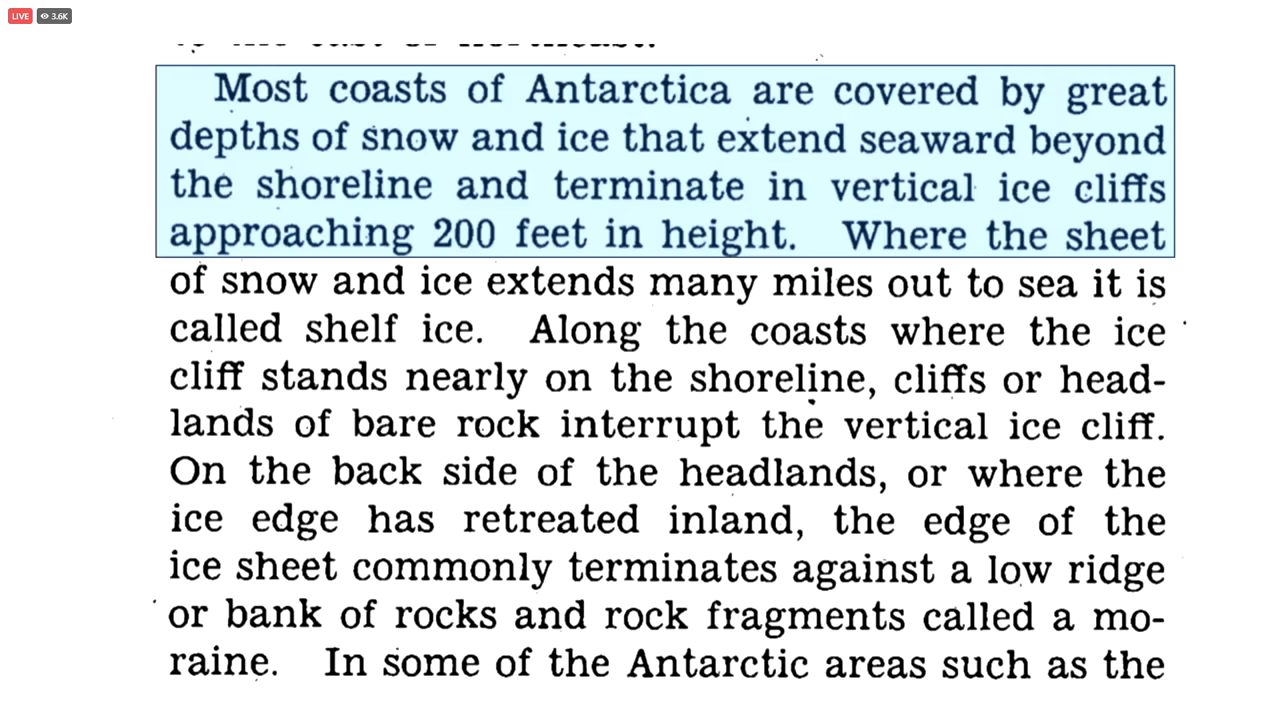 LIVE 3.6K
Most coasts of Antarctica are covered by great
depths of snow and ice that extend seaward beyond
the shoreline and terminate in vertical ice cliffs
approaching 200 feet in height. Where the sheet
of snow and ice extends many miles out to sea it is
called shelf ice. Along the coasts where the ice
cliff stands nearly on the shoreline, cliffs or head-
lands of bare rock interrupt the vertical ice cliff.
On the back side of the headlands, or where the
ice edge has retreated inland, the edge of the
ice sheet commonly terminates against a low ridge
or bank of rocks and rock fragments called a mo-
raine. In some of the Antarctic areas such as the